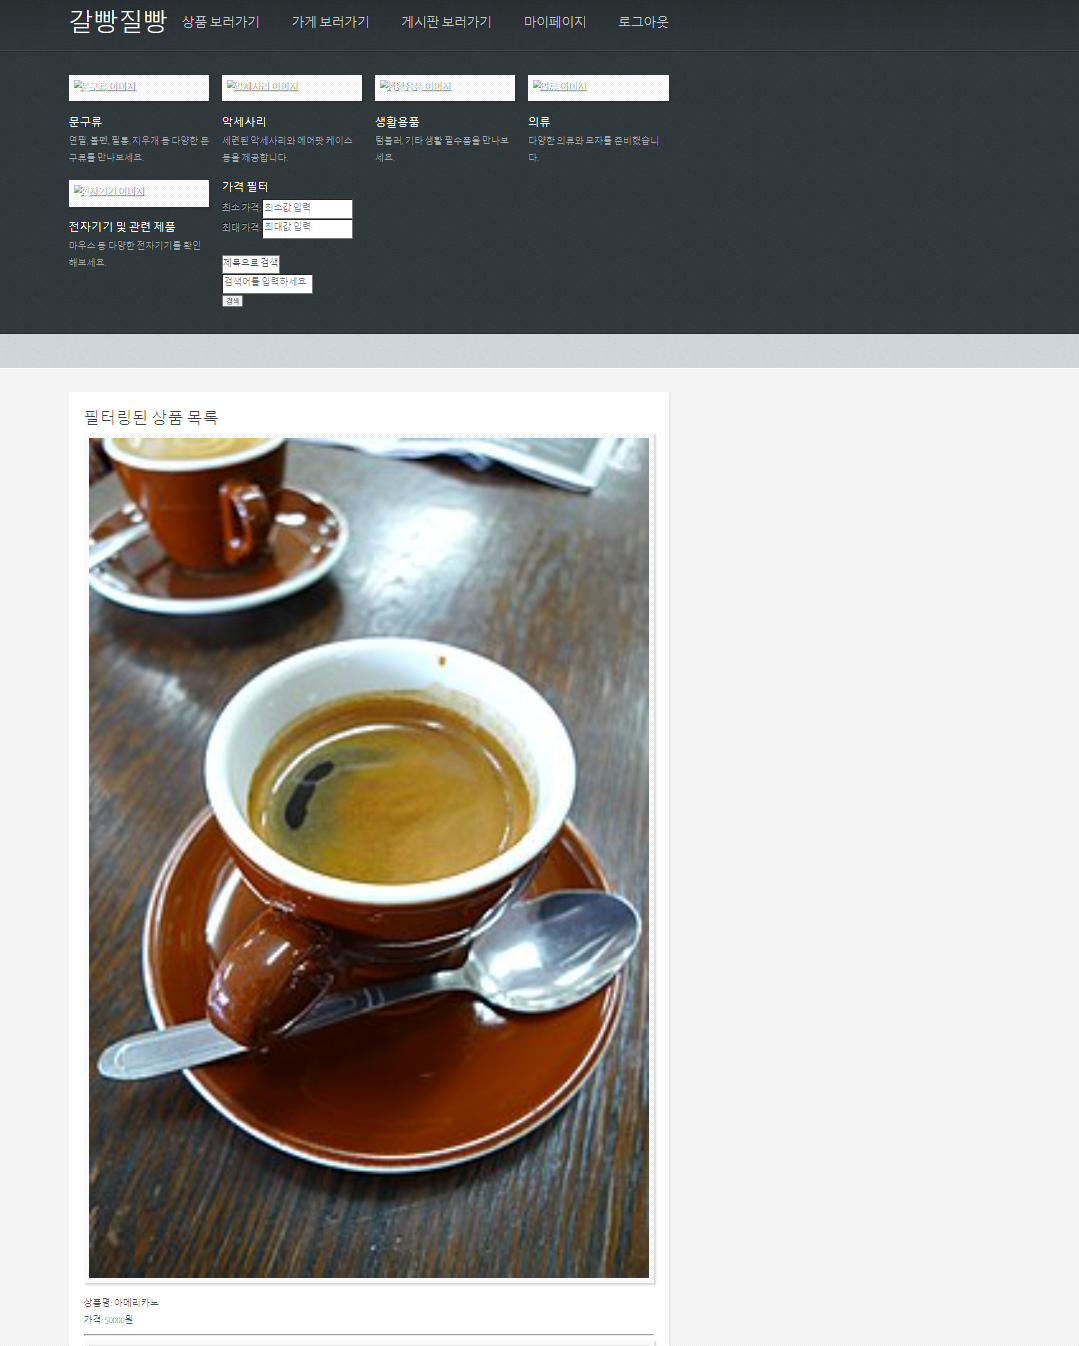 갈빵질빵 상품 보러가기 가게 보러가기 게시판 보러가기 마이페이지 로그아웃
문구류 이미지 악세사리 이미지 생활용품 이미지 의류 이미지
문구류
연필, 볼펜, 필통, 지우개 등 다양한 문
구류를 만나보세요.
악세사리
세련된 악세사리와 에어팟 케이스
등을 제공합니다.
생활용품
텀블러, 기타 생활 필수품을 만나보
세요.
의류
다양한 의류와 모자를 준비했습니
다.
전자기기 이미지
전자기기 및 관련 제품
마우스 등 다양한 전자기기를 확인
해보세요.
가격 필터
최소 가격: 최소값 입력
최대 가격: 최대값 입력
제목으로 검색
검색어를 입력하세요
검색
필터링된 상품 목록
상품명: 아메리카노
가격: 50000원